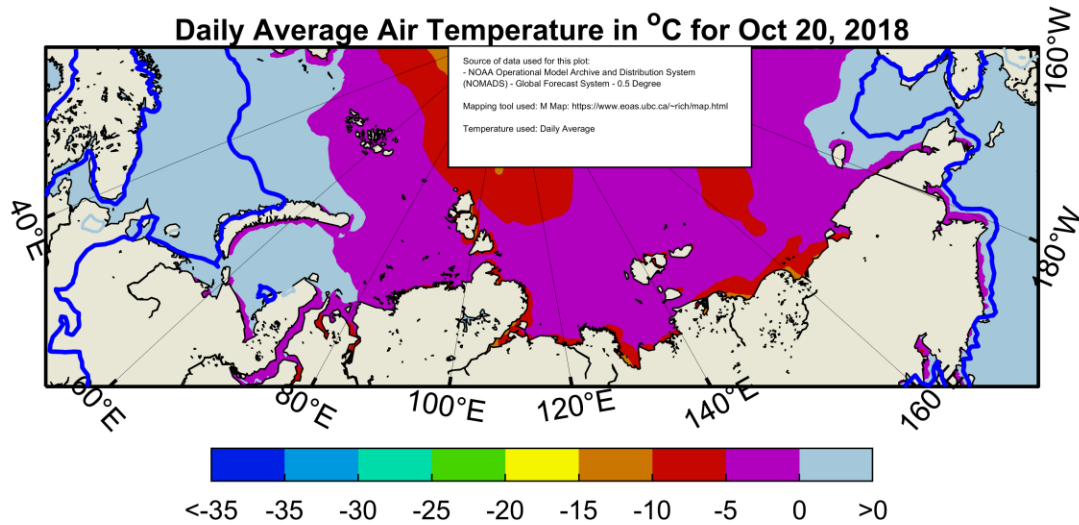 Daily Average Air Temperature in °C for Oct 20, 2018
Source of data used for this plot:
- NOAA Operational Model Archive and Distribution System
(NOMADS) - Global Forecast System - 0.5 Degree
Mapping tool used: M Map: https://www.eoas.ubc.ca/~rich/map.html
Temperature used: Daily Average
160°W
40°E
180°W
60°E
80°E
100°E
120°E
140°E
160°E
<-35 -35 -30 -25 -20 -15 -10 -5 0 >0